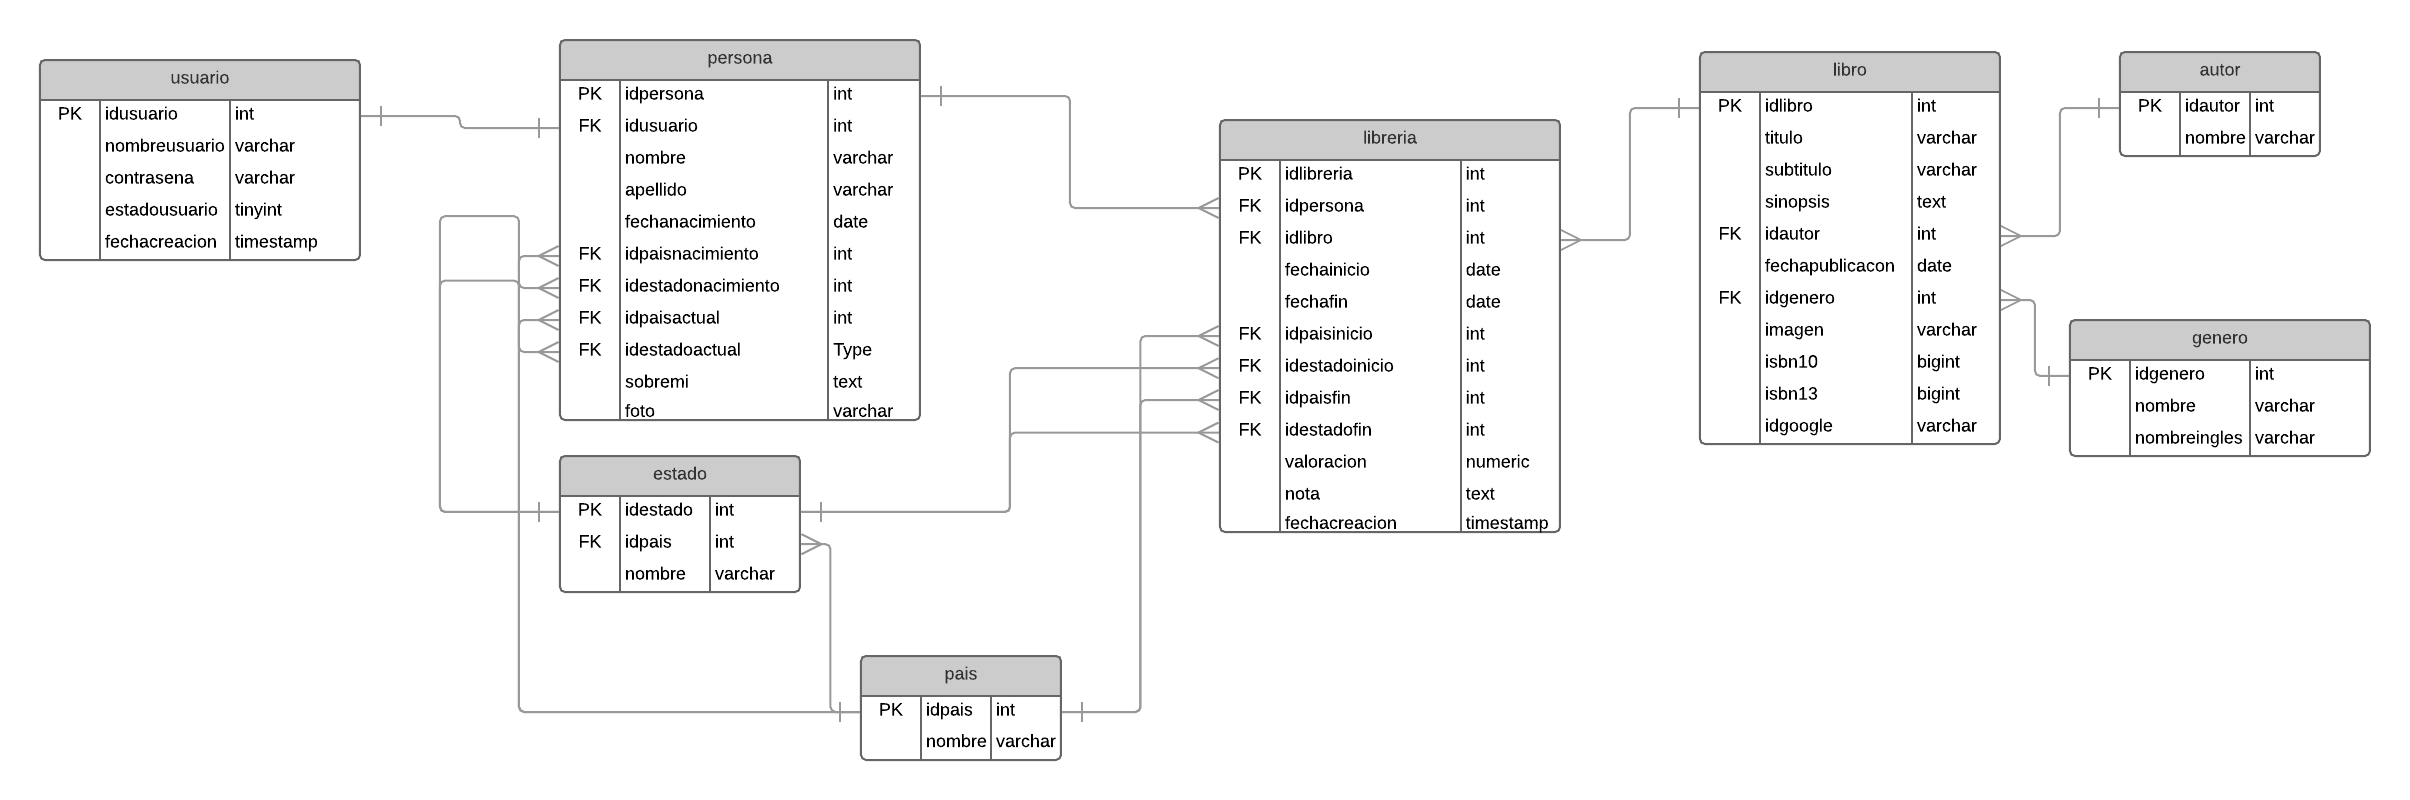 usuario
PK idusuario int
nombreusuario varchar
contrasena varchar
estadousuario tinyint
fechacreacion timestamp
persona
PK idpersona int
FK idusuario int
nombre varchar
apellido varchar
fechanacimiento date
FK idpaisnacimiento int
FK idestadonacimiento int
FK idpaisactual int
FK idestadoactual Type
sobremi text
foto varchar
estado
PK idestado int
FK idpais int
nombre varchar
pais
PK idpais int
nombre varchar
libreria
PK idlibreria int
FK idpersona int
FK idlibro int
fechainicio date
fechafin date
FK idpaisinicio int
FK idestadoinicio int
FK idpaisfin int
FK idestadofin int
valoracion numeric
nota text
fechacreacion timestamp
libro
PK idlibro int
titulo varchar
subtitulo varchar
sinopsis text
FK idautor int
fechapublicacon date
FK idgenero int
imagen varchar
isbn10 bigint
isbn13 bigint
idgoogle varchar
autor
PK idautor int
nombre varchar
genero
PK idgenero int
nombre varchar
nombreingles varchar